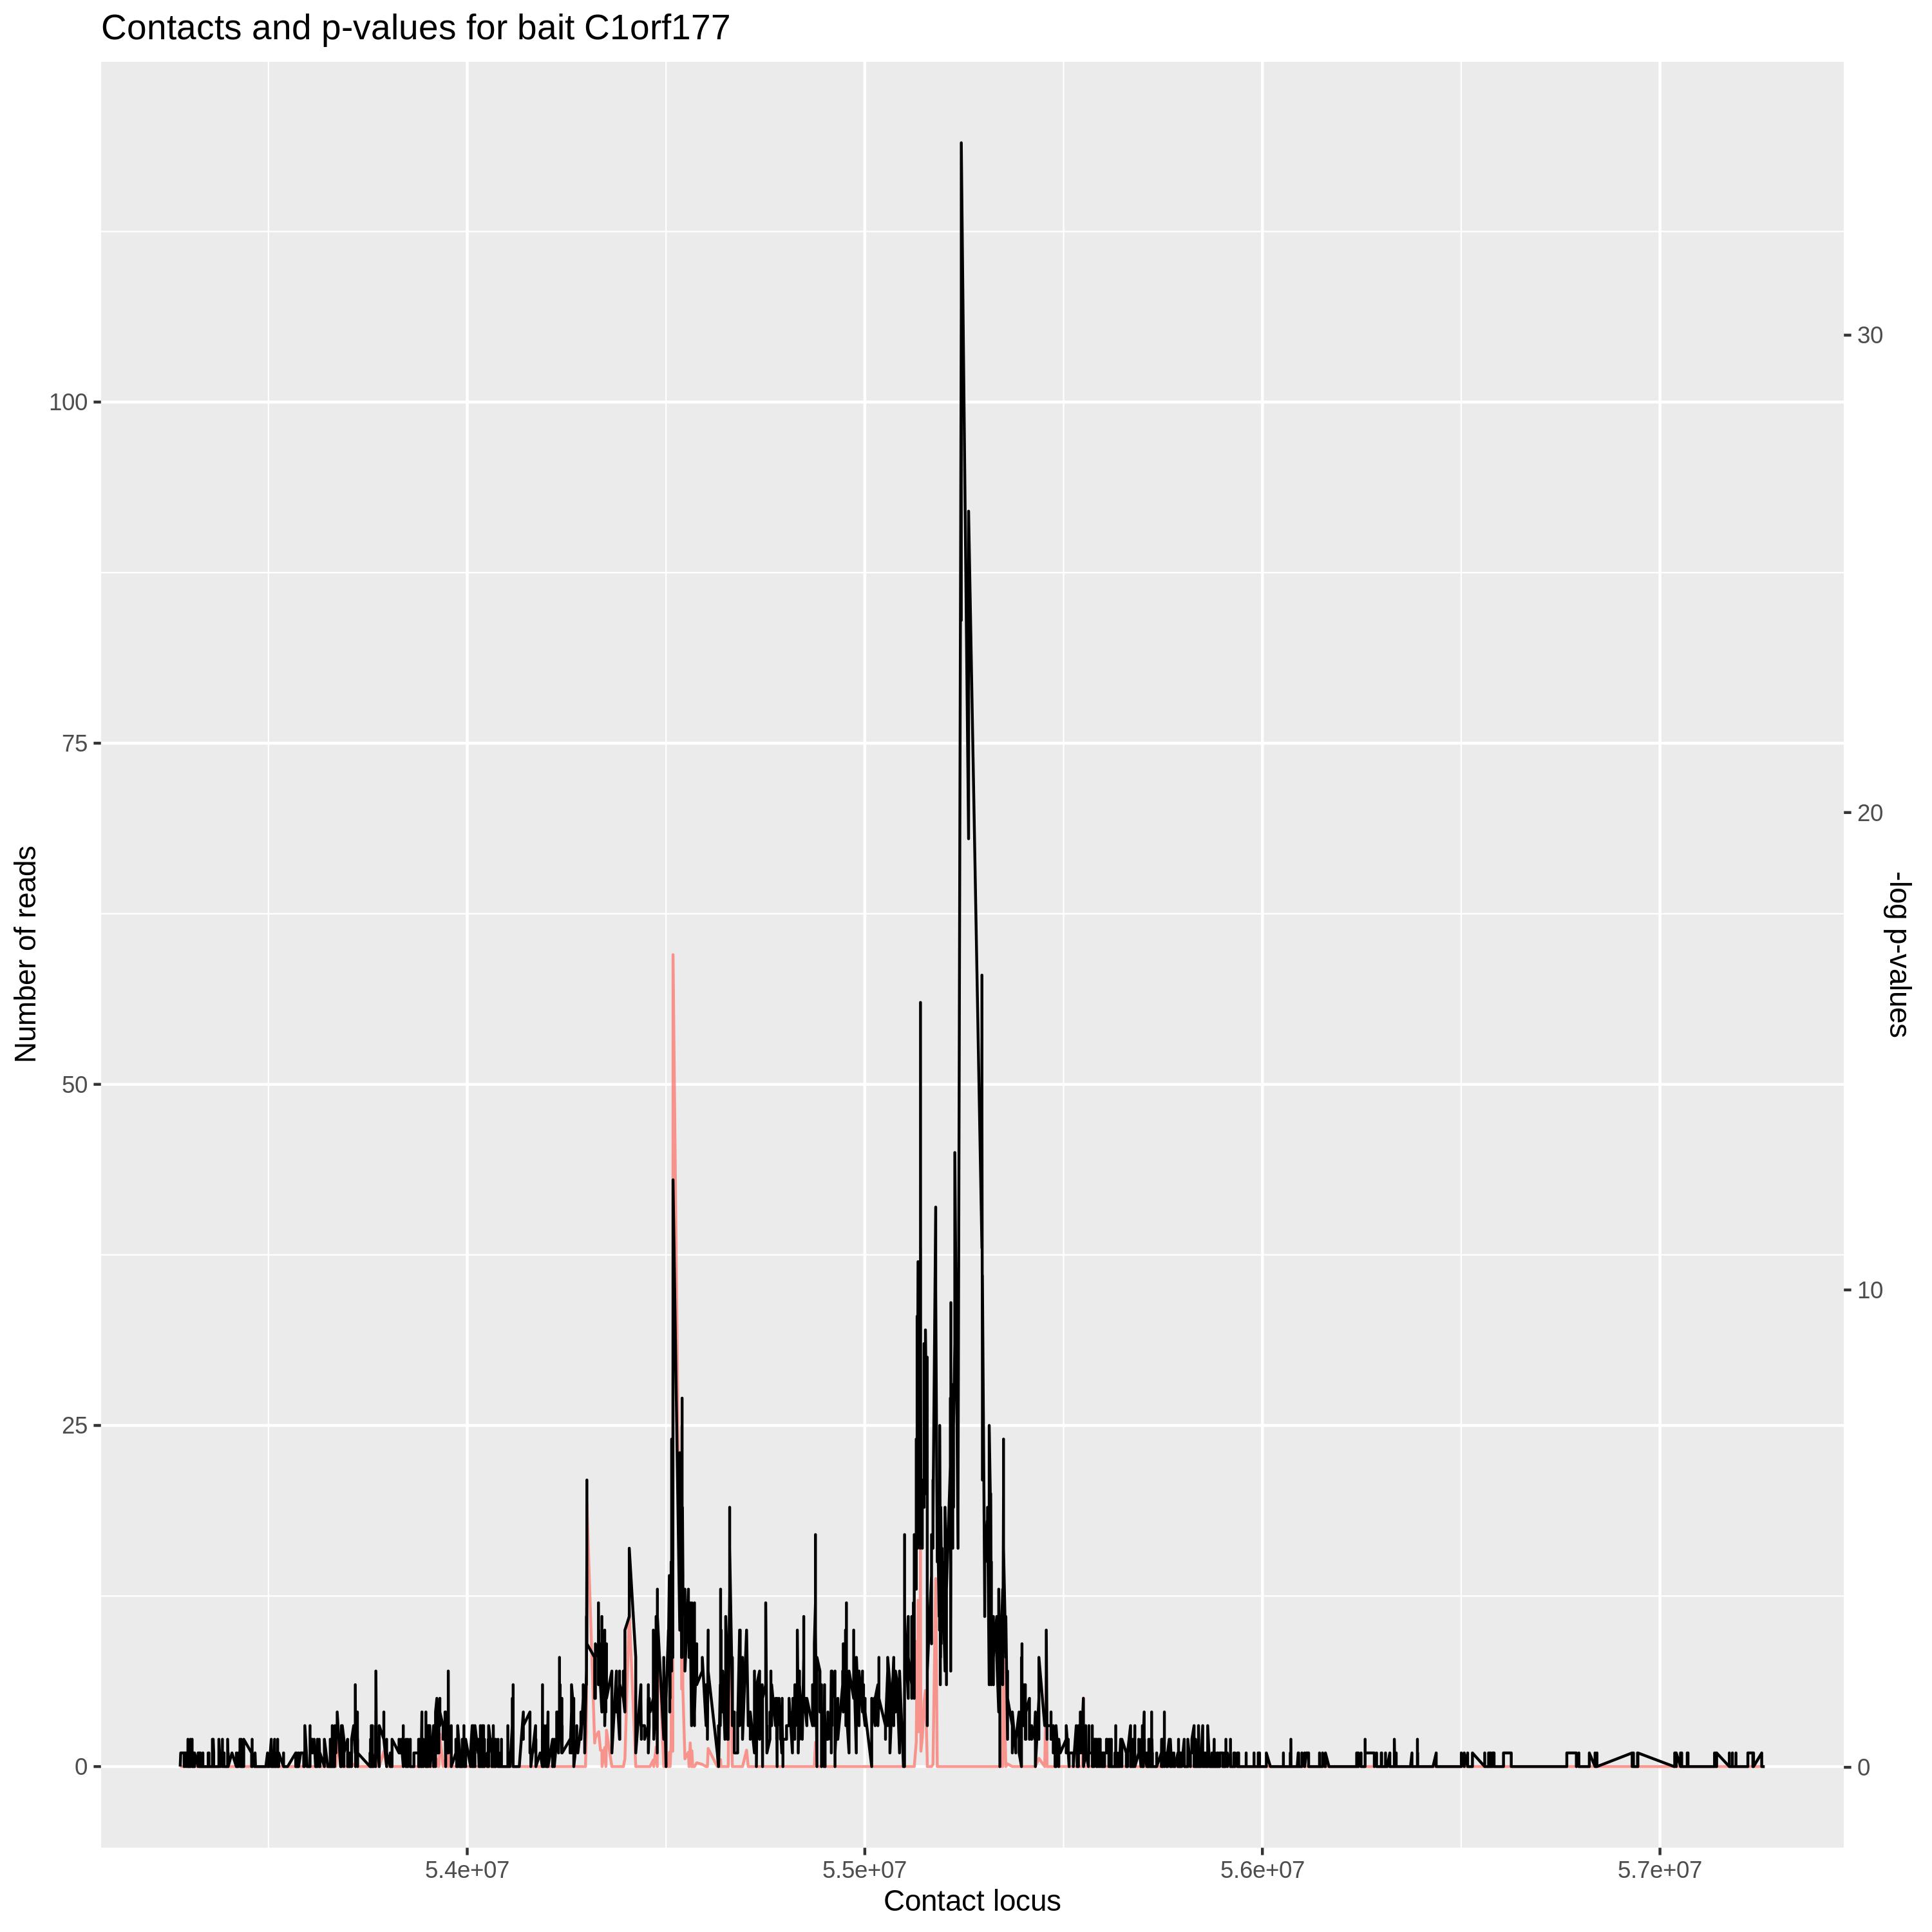 Contacts and p-values for bait C1orf177
100
75
50
25
0
Number of reads
30
20
10
0
-log p-values
5.4e+07
5.5e+07
5.6e+07
5.7e+07
Contact locus